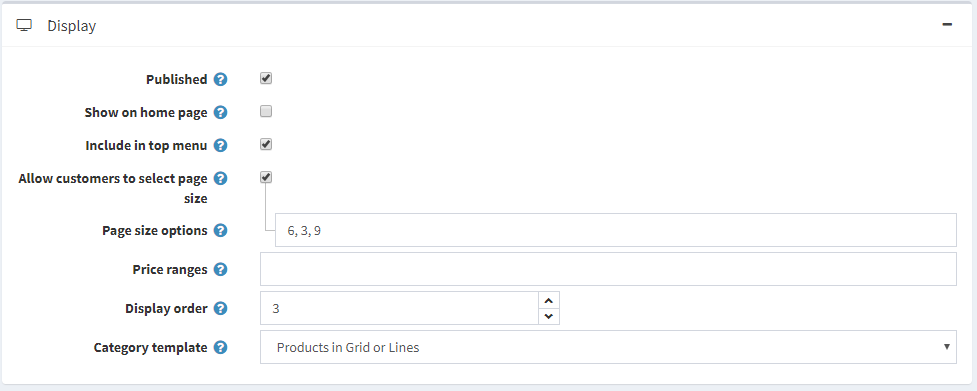 Display
Published
Show on home page
Include in top menu
Allow customers to select page
size
Page size options 6, 3, 9
Price ranges
Display order 3
Category template Products in Grid or Lines